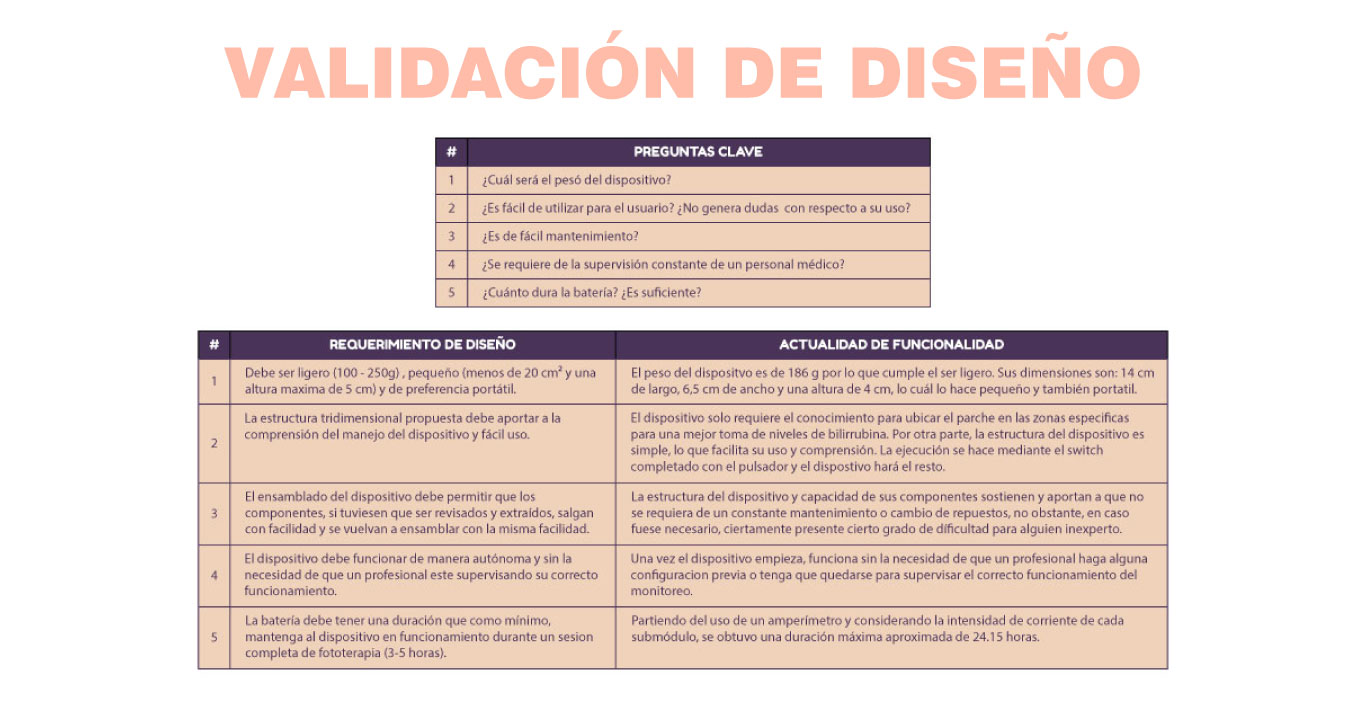 VALIDACIÓN DE DISEÑO
# PREGUNTAS CLAVE
1 ¿Cuál será el pesó del dispositivo?
2 ¿Es fácil de utilizar para el usuario? ¿No genera dudas con respecto a su uso?
3 ¿Es de fácil mantenimiento?
4 ¿Se requiere de la supervisión constante de un personal médico?
5 ¿Cuánto dura la batería? ¿Es suficiente?
# REQUERIMIENTO DE DISEÑO ACTUALIDAD DE FUNCIONALIDAD
1
Debe ser ligero (100 - 250g) , pequeño (menos de 20 cm² y una
altura maxima de 5 cm) y de preferencia portátil.
El peso del dispositvo es de 186 g por lo que cumple el ser ligero. Sus dimensiones son: 14 cm
de largo, 6,5 cm de ancho y una altura de 4 cm, lo cuál lo hace pequeño y también portatil.
2
La estructura tridimensional propuesta debe aportar a la
comprensión del manejo del dispositivo y fácil uso.
El dispositivo solo requiere el conocimiento para ubicar el parche en las zonas especificas
para una mejor toma de niveles de bilirrubina. Por otra parte, la estructura del dispositivo es
simple, lo que facilita su uso y comprensión. La ejecución se hace mediante el switch
completado con el pulsador y el dispostivo hará el resto.
3
El ensamblado del dispositivo debe permitir que los
componentes, si tuviesen que ser revisados y extraídos, salgan
con facilidad y se vuelvan a ensamblar con la misma facilidad.
La estructura del dispositivo y capacidad de sus componentes sostienen y aportan a que no
se requiera de un constante mantenimiento o cambio de repuestos, no obstante, en caso
fuese necesario, ciertamente presente cierto grado de dificultad para alguien inexperto.
4
El dispositivo debe funcionar de manera autónoma y sin la
necesidad de que un profesional este supervisando su correcto
funcionamiento.
Una vez el dispositivo empieza, funciona sin la necesidad de que un profesional haga alguna
configuracion previa o tenga que quedarse para supervisar el correcto funcionamiento del
monitoreo.
5
La batería debe tener una duración que como mínimo,
mantenga al dispositivo en funcionamiento durante un sesion
completa de fototerapia (3-5 horas).
Partiendo del uso de un amperímetro y considerando la intensidad de corriente de cada
submódulo, se obtuvo una duración máxima aproximada de 24.15 horas.